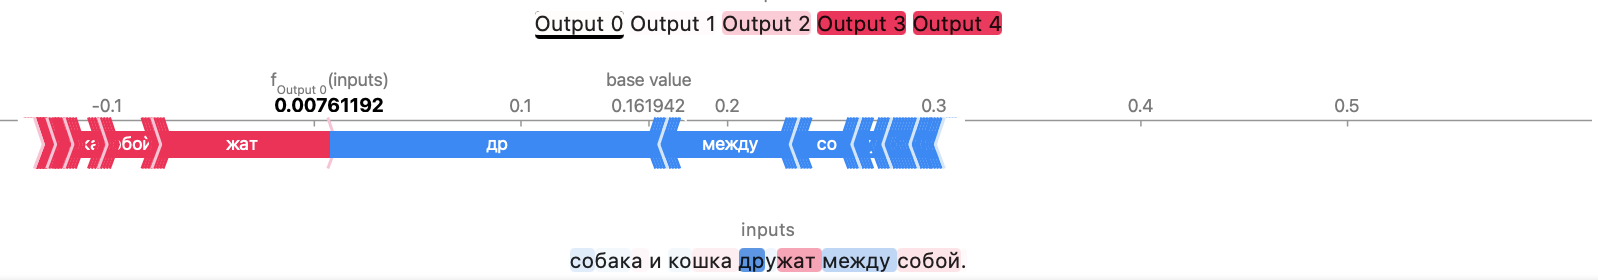 Output 0 Output 1 Output 2 Output 3 Output 4
f Output 0 (inputs) base value
-0.1 0.00761192 0.1 0.161942 0.2 0.3 0.4 0.5
обой жат др между со
inputs
собака и кошка дружат между собой.